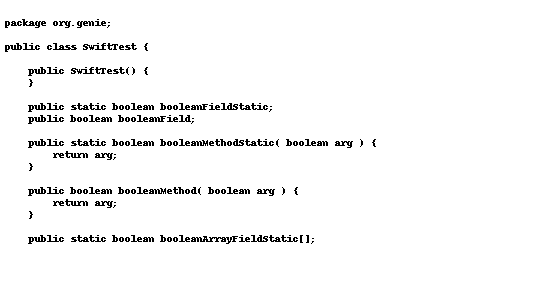 package org.genie;
public class SwiftTest {
public SwiftTest() {
}
public static boolean booleanFieldStatic;
public boolean booleanField;
public static boolean booleanMethodStatic( boolean arg ) {
return arg;
}
public boolean booleanMethod( boolean arg ) {
return arg;
}
public static boolean booleanArrayFieldStatic[];